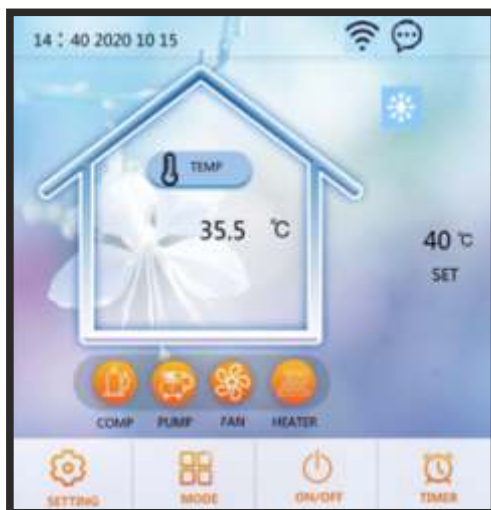 14 : 40 2020 10 15
TEMP
35.5 ℃
40 ℃
SET
COMP PUMP FAN HEATER
SETTING MODE ON/OFF TIMER